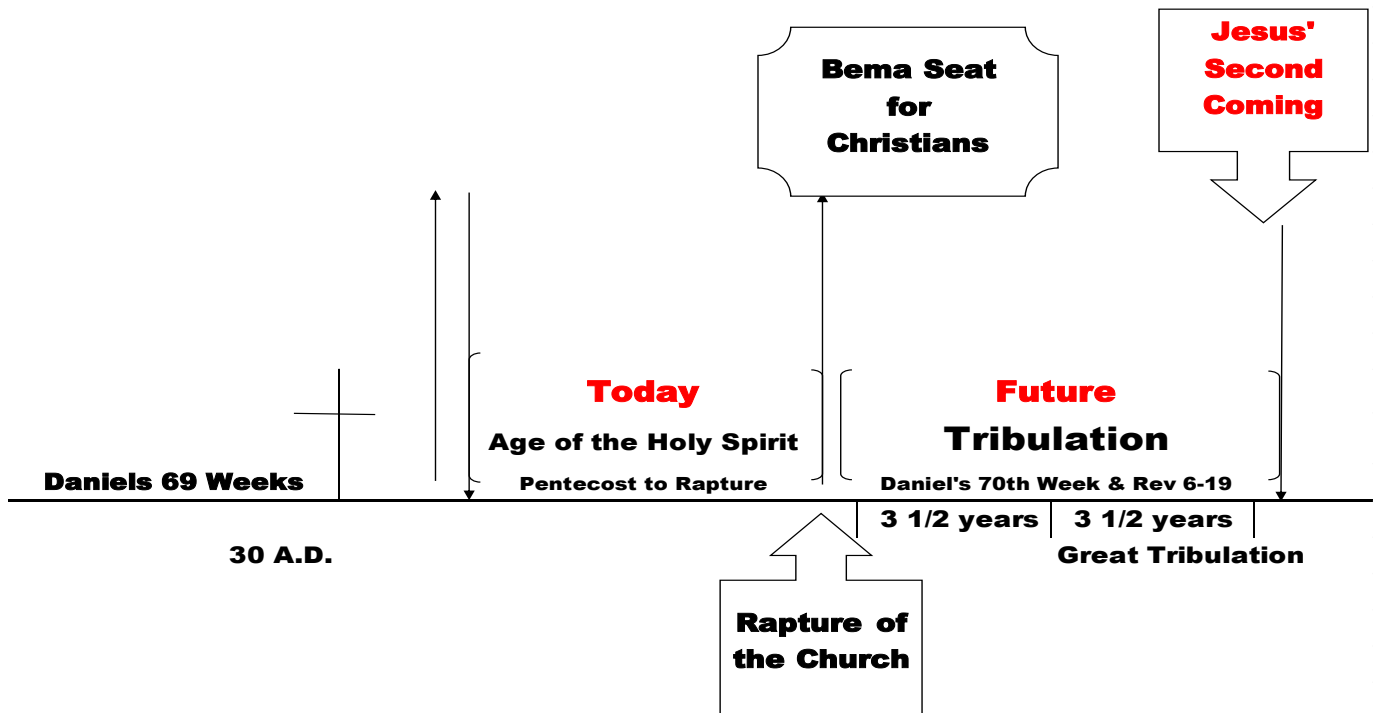 Bema Seat
for
Christians
Jesus'
Second
Coming
Today
Age of the Holy Spirit
Pentecost to Rapture
Future
Tribulation
Daniel's 70th Week & Rev 6-19
Daniels 69 Weeks
30 A.D.
3 1/2 years
3 1/2 years
Great Tribulation
Rapture of
the Church